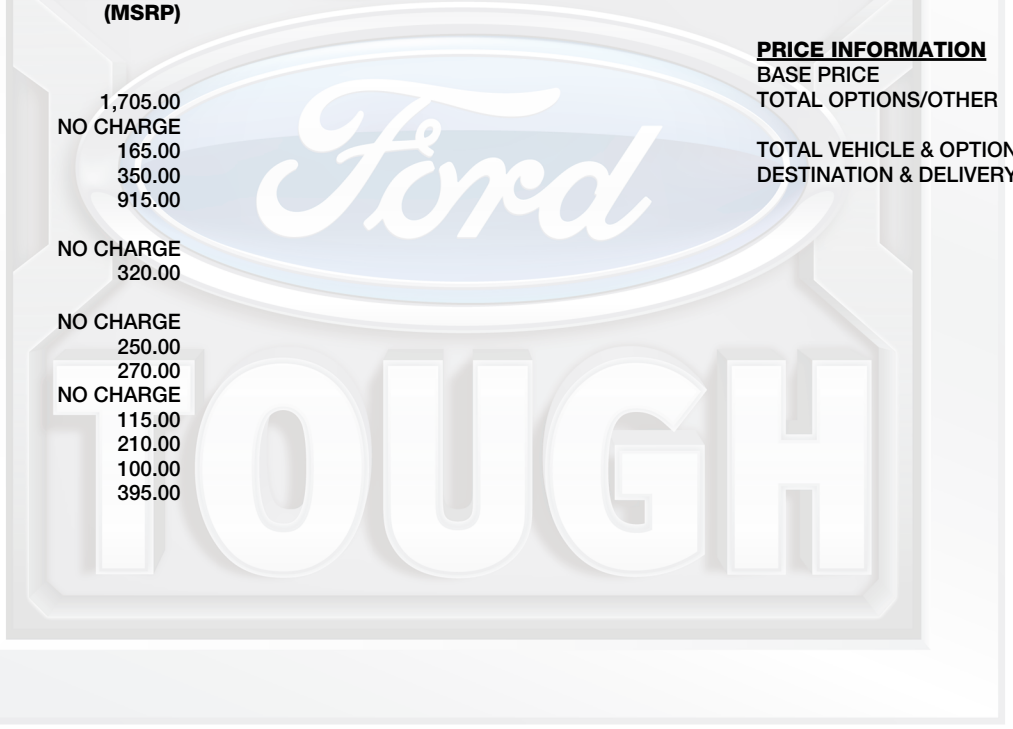 (MSRP)
1,705.00
NO CHARGE
165.00
350.00
915.00
NO CHARGE
320.00
NO CHARGE
250.00
270.00
NO CHARGE
115.00
210.00
100.00
395.00
PRICE INFORMATION
BASE PRICE
TOTAL OPTIONS/OTHER
TOTAL VEHICLE & OPTION
DESTINATION & DELIVERY
Ford
TOUGH